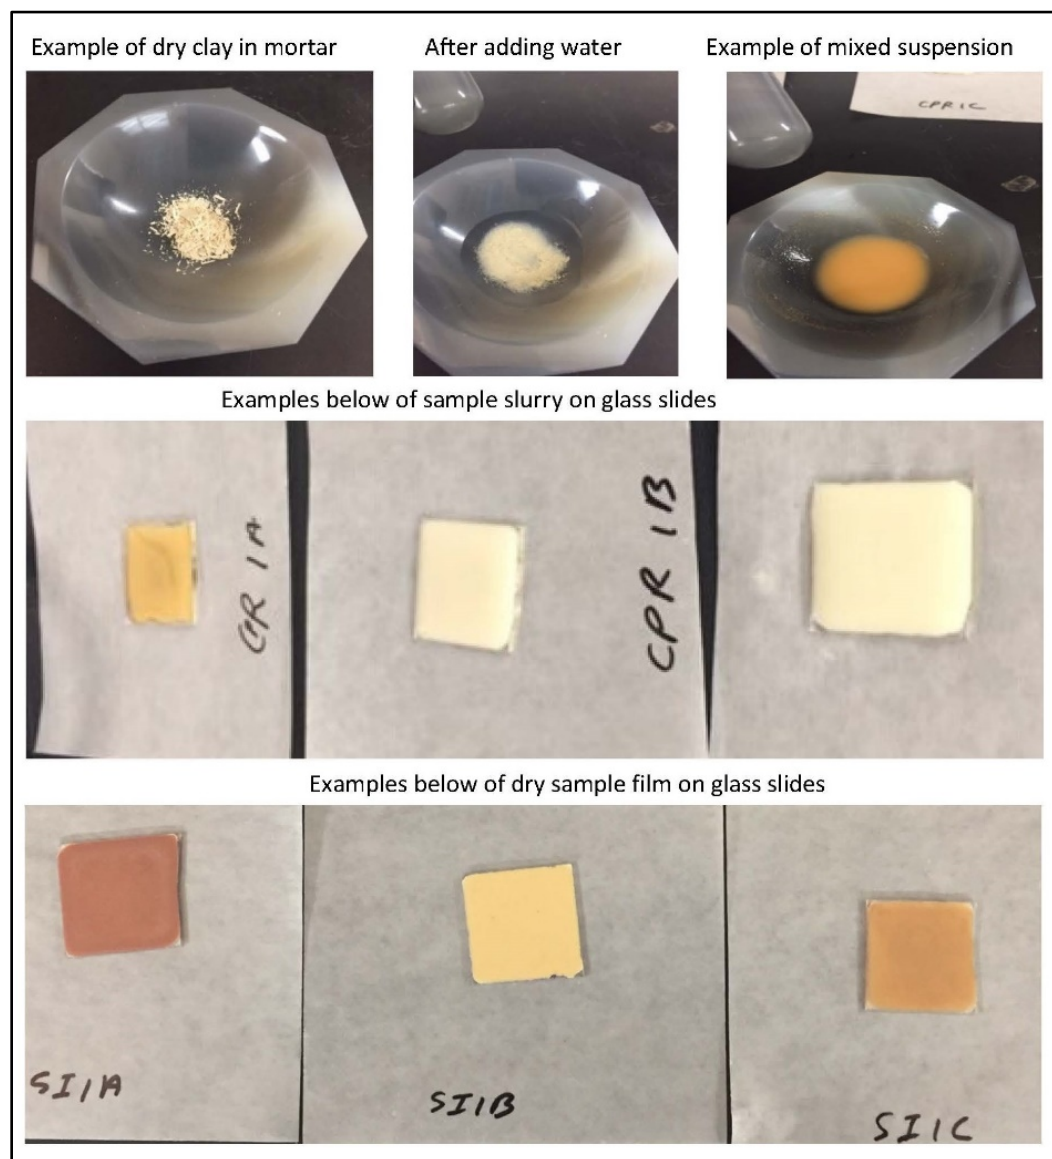 Example of dry clay in mortar
After adding water
Example of mixed suspension
CPR1C
Examples below of sample slurry on glass slides
CPR 1A
CPR 1B
Examples below of dry sample film on glass slides
SI1A
SI1B
SI1C